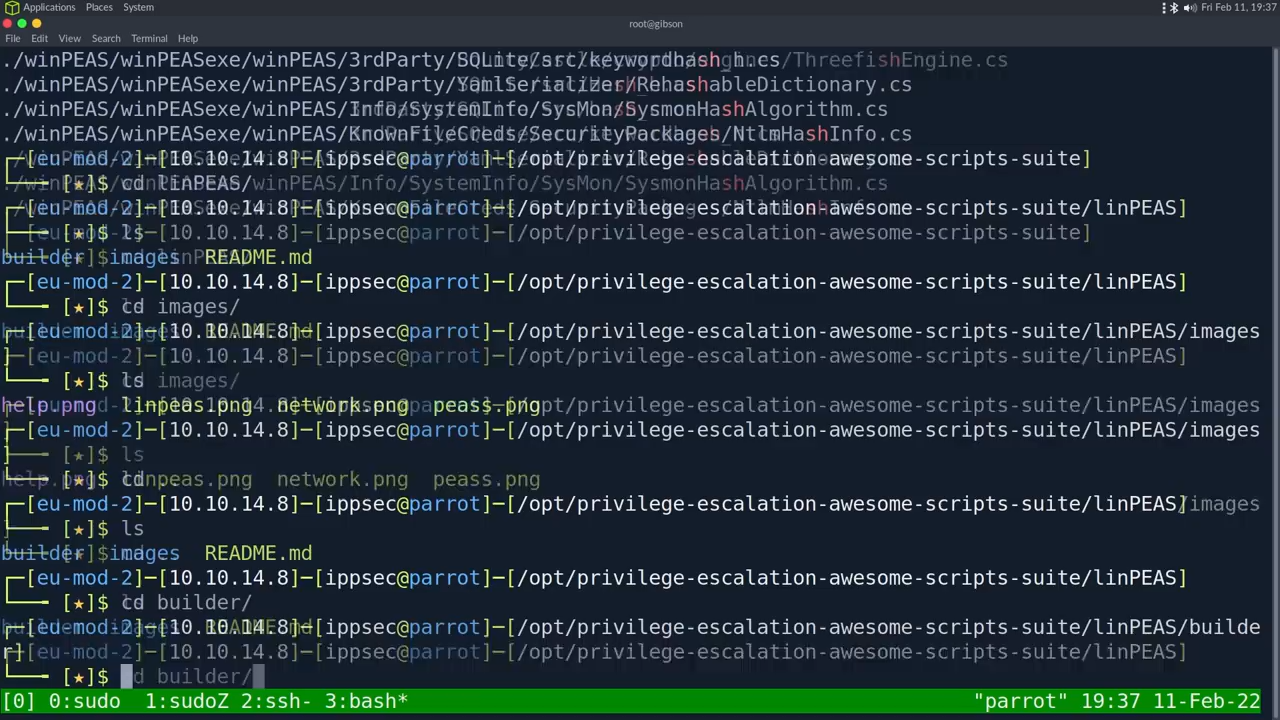 Applications Places System Fri Feb 11, 19:37
root@gibson
File Edit View Search Terminal Help
./winPEAS/winPEASexe/winPEAS/3rdParty/SQLite/src/keywordhash_h.cs
./winPEAS/winPEASexe/winPEAS/3rdParty/YamlSerializer/RehashableDictionary.cs
./winPEAS/winPEASexe/winPEAS/Info/SystemInfo/SysMon/SysmonHashAlgorithm.cs
./winPEAS/winPEASexe/winPEAS/KnownFileCreds/SecurityPackages/NtlmHashInfo.cs
┌─[eu-mod-2]─[10.10.14.8]─[ippsec@parrot]─[/opt/privilege-escalation-awesome-scripts-suite]
└── [★]$ cd linPEAS/
┌─[eu-mod-2]─[10.10.14.8]─[ippsec@parrot]─[/opt/privilege-escalation-awesome-scripts-suite/linPEAS]
└── [★]$ ls
builder images README.md
┌─[eu-mod-2]─[10.10.14.8]─[ippsec@parrot]─[/opt/privilege-escalation-awesome-scripts-suite/linPEAS]
└── [★]$ cd images/
┌─[eu-mod-2]─[10.10.14.8]─[ippsec@parrot]─[/opt/privilege-escalation-awesome-scripts-suite/linPEAS/images
]
└── [★]$ ls
help.png linpeas.png network.png peass.png
┌─[eu-mod-2]─[10.10.14.8]─[ippsec@parrot]─[/opt/privilege-escalation-awesome-scripts-suite/linPEAS/images
]
└── [★]$ cd ..
┌─[eu-mod-2]─[10.10.14.8]─[ippsec@parrot]─[/opt/privilege-escalation-awesome-scripts-suite/linPEAS]
└── [★]$ ls
builder images README.md
┌─[eu-mod-2]─[10.10.14.8]─[ippsec@parrot]─[/opt/privilege-escalation-awesome-scripts-suite/linPEAS]
└── [★]$ cd builder/
┌─[eu-mod-2]─[10.10.14.8]─[ippsec@parrot]─[/opt/privilege-escalation-awesome-scripts-suite/linPEAS/builde
r]
└── [★]$
[0] 0:sudo 1:sudoZ 2:ssh- 3:bash* "parrot" 19:37 11-Feb-22